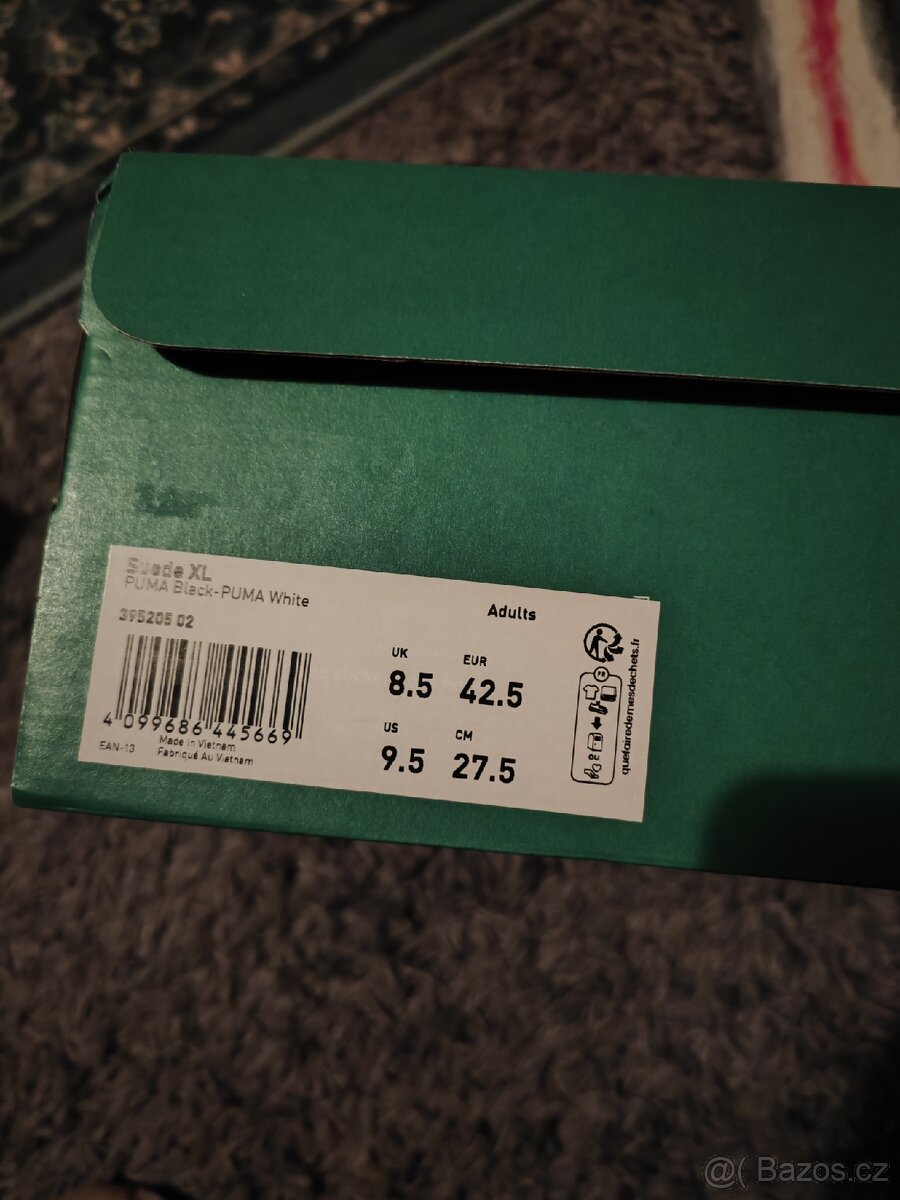 Suede XL
PUMA Black-PUMA White
395205 02
Adults
UK
8.5
EUR
42.5
US
9.5
CM
27.5
4 099686 445669
EAN-13
Made in Vietnam
Fabriqué Au Vietnam
quefairedemesdechets.fr
@( Bazos.cz